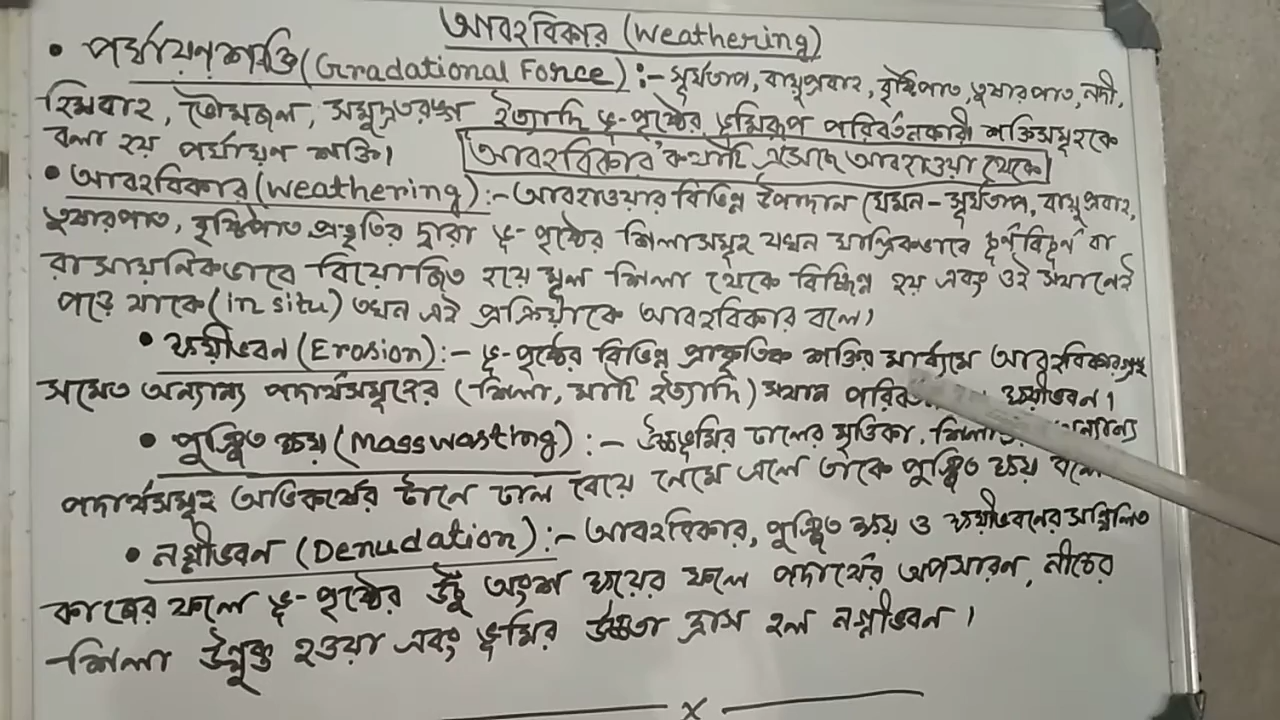 আবহবিকার (Weathering)
• পর্যায়ণ শক্তি (Gradational Force) :- সূর্যতাপ, বায়ুপ্রবাহ, বৃষ্টিপাত, তুষারপাত, নদী,
হিমবাহ, ভৌমজল, সমুদ্রতরঙ্গ ইত্যাদি ভূ-পৃষ্ঠের ভূমিরূপ পরিবর্তনকারী শক্তিসমূহকে
বলা হয় পর্যায়ণ শক্তি। 'আবহবিকার' কথাটি এসেছে আবহাওয়া থেকে
• আবহবিকার (Weathering) :- আবহাওয়ার বিভিন্ন উপাদান (যেমন - সূর্যতাপ, বায়ুপ্রবাহ,
তুষারপাত, বৃষ্টিপাত প্রভৃতির দ্বারা ভূ-পৃষ্ঠের শিলাসমূহ যখন যান্ত্রিকভাবে চূর্ণবিচূর্ণ বা
রাসায়নিকভাবে বিয়োজিত হয়ে মূল শিলা থেকে বিচ্ছিন্ন হয় এবং ওই স্থানেই
পড়ে থাকে (in situ) তখন এই প্রক্রিয়াকে আবহবিকার বলে।
• ক্ষয়ীভবন (Erosion) :- ভূ-পৃষ্ঠের বিভিন্ন প্রাকৃতিক শক্তির মাধ্যমে
সমেত অন্যান্য পদার্থসমূহের (শিলা, মাটি ইত্যাদি) স্থান ক্ষয়ীভবন।
• পুঞ্জিত ক্ষয় (Mass wasting) :- উচ্চভূমির ঢালের মৃত্তিকা,
পদার্থসমূহ অভিকর্ষের টানে ঢাল বেয়ে নেমে এলে তাকে পুঞ্জিত ক্ষয়
• নগ্নীভবন (Denudation) :- আবহবিকার, পুঞ্জিত ক্ষয় ও ক্ষয়ীভবনের সম্মিলিত
কাজের ফলে ভূ-পৃষ্ঠের উঁচু অংশ ক্ষয়ের ফলে পদার্থের অপসারণ, নীচের
শিলা উন্মুক্ত হওয়া এবং ভূমির উচ্চতা হ্রাস হল নগ্নীভবন।
x